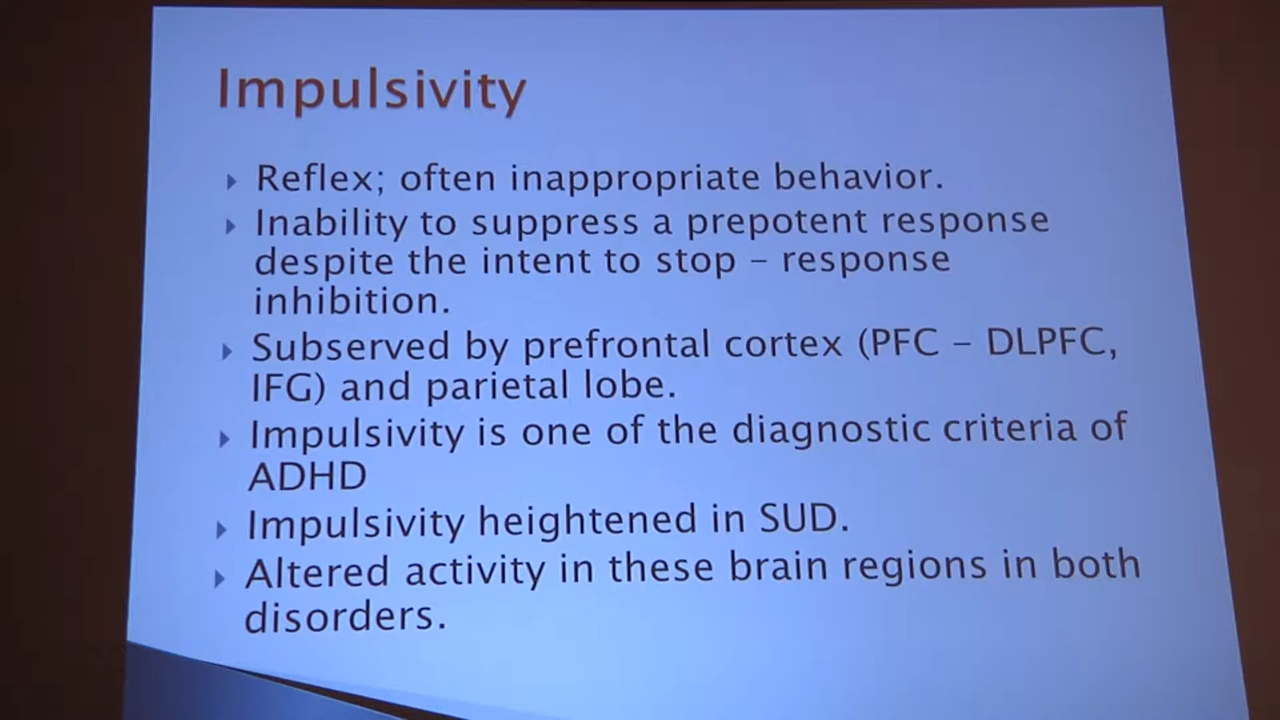 Impulsivity
Reflex; often inappropriate behavior.
Inability to suppress a prepotent response
despite the intent to stop – response
inhibition.
Subserved by prefrontal cortex (PFC – DLPFC,
IFG) and parietal lobe.
Impulsivity is one of the diagnostic criteria of
ADHD
Impulsivity heightened in SUD.
Altered activity in these brain regions in both
disorders.